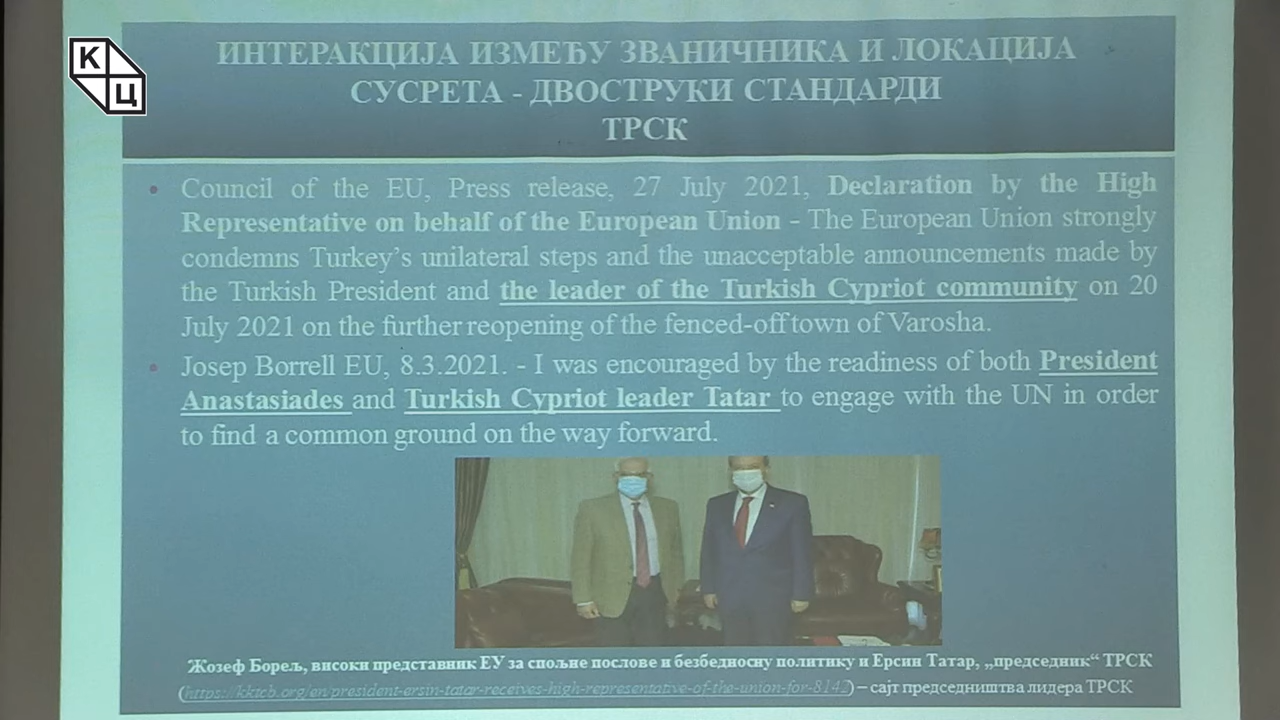 К
Ц
ИНТЕРАКЦИЈА ИЗМЕЂУ ЗВАНИЧНИКА И ЛОКАЦИЈА
СУСРЕТА - ДВОСТРУКИ СТАНДАРДИ
ТРСК
• Council of the EU, Press release, 27 July 2021, Declaration by the High
Representative on behalf of the European Union - The European Union strongly
condemns Turkey’s unilateral steps and the unacceptable announcements made by
the Turkish President and the leader of the Turkish Cypriot community on 20
July 2021 on the further reopening of the fenced-off town of Varosha.
• Josep Borrell EU, 8.3.2021. - I was encouraged by the readiness of both President
Anastasiades and Turkish Cypriot leader Tatar to engage with the UN in order
to find a common ground on the way forward.
Жозеф Борељ, високи представник ЕУ за спољне послове и безбедносну политику и Ерсин Татар, „председник“ ТРСК
(https://kktcb.org/en/president-ersin-tatar-receives-high-representative-of-the-union-for-8142) – сајт председништва лидера ТРСК